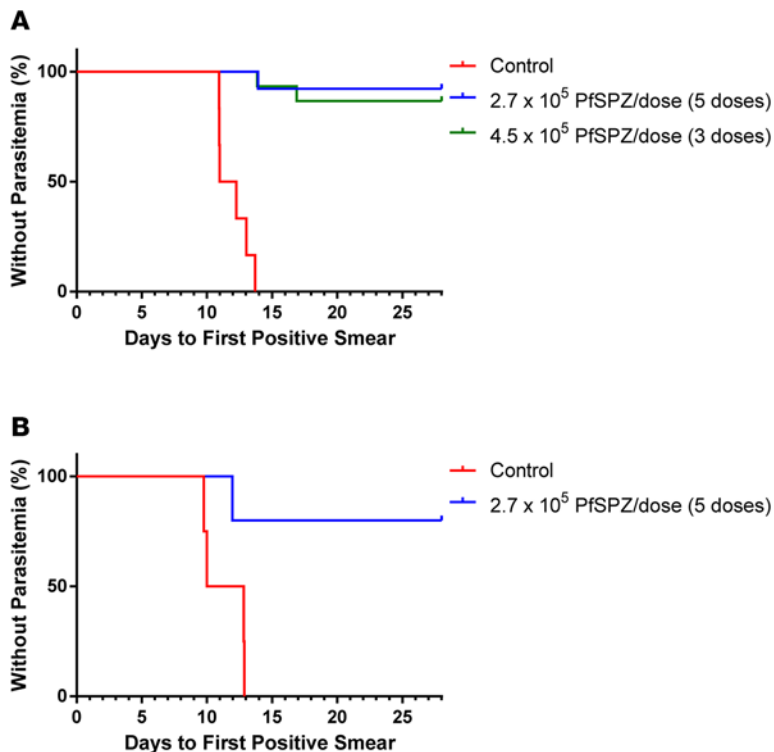 A
Without Parasitemia (%)
100
50
0
0 5 10 15 20 25
Days to First Positive Smear
Control
2.7 x 10⁵ PfSPZ/dose (5 doses)
4.5 x 10⁵ PfSPZ/dose (3 doses)
B
Without Parasitemia (%)
100
50
0
0 5 10 15 20 25
Days to First Positive Smear
Control
2.7 x 10⁵ PfSPZ/dose (5 doses)